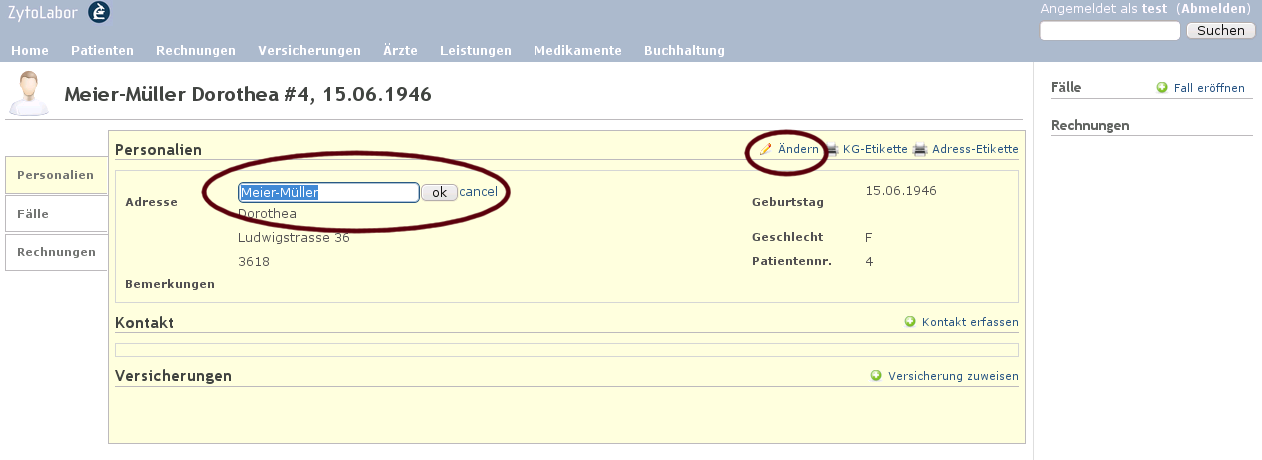 ZytoLabor
Angemeldet als test (Abmelden)
Suchen
Home Patienten Rechnungen Versicherungen Ärzte Leistungen Medikamente Buchhaltung
Meier-Müller Dorothea #4, 15.06.1946
Fälle Fall eröffnen
Rechnungen
Personalien
Fälle
Rechnungen
Personalien Ändern KG-Etikette Adress-Etikette
Adresse Meier-Müller ok cancel
Dorothea
Ludwigstrasse 36
3618
Bemerkungen
Geburtstag 15.06.1946
Geschlecht F
Patientennr. 4
Kontakt Kontakt erfassen
Versicherungen Versicherung zuweisen